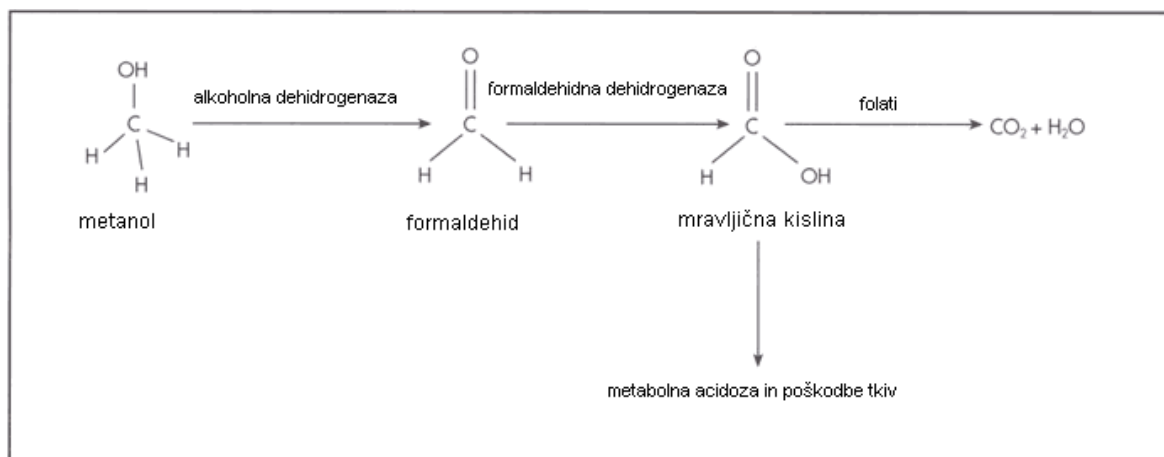 OH
C
H
H
H
metanol
alkoholna dehidrogenaza
O
C
H
H
formaldehid
formaldehidna dehidrogenaza
O
C
H
OH
mravljična kislina
folati
CO₂ + H₂O
metabolna acidoza in poškodbe tkiv